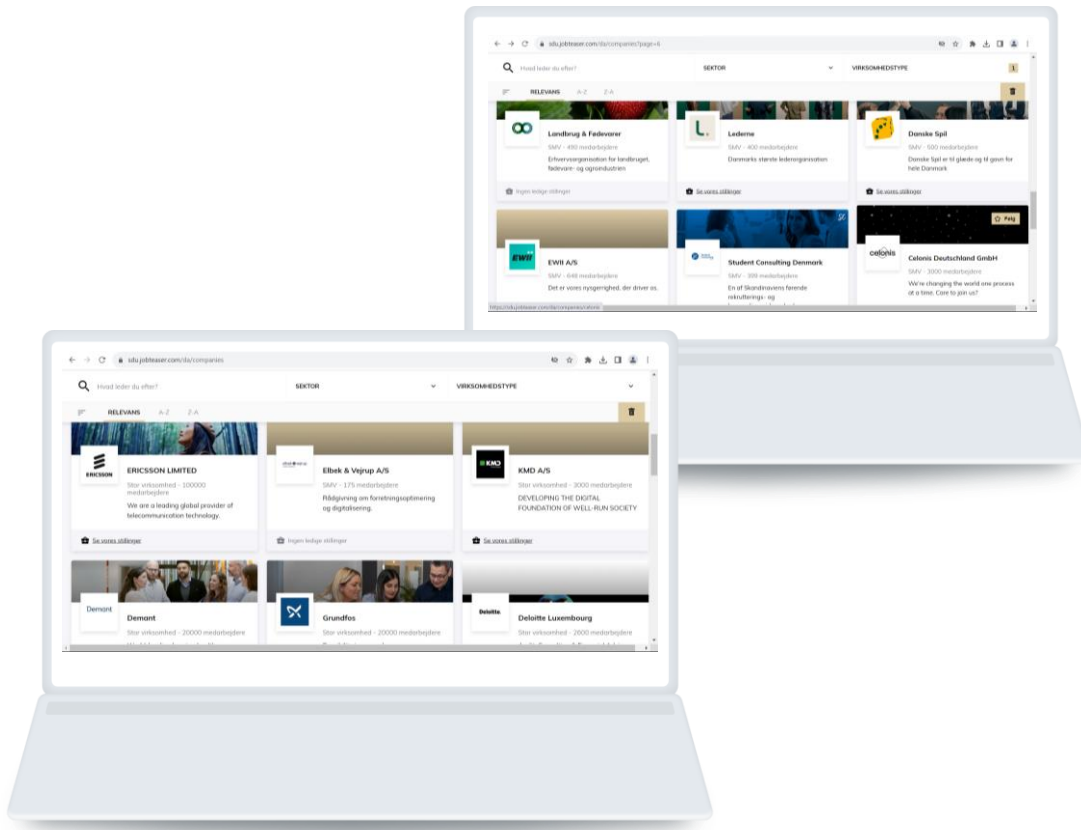 sdu.jobteaser.com/da/companies?page=6
Hvad leder du efter?
SEKTOR
VIRKSOMHEDSTYPE
1
RELEVANS
A-Z
Z-A
Landbrug & Fødevarer
SMV - 490 medarbejdere
Erhvervsorganisation for landbruget,
fødevare- og agroindustrien
Ingen ledige stillinger
L.
Lederne
SMV - 400 medarbejdere
Danmarks største lederorganisation
Se vores stillinger
Danske Spil
SMV - 500 medarbejdere
Danske Spil er til glæde og til gavn for
hele Danmark
Se vores stillinger
EWII
EWII A/S
SMV - 648 medarbejdere
Det er vores nysgerrighed, der driver os.
Student Consulting Denmark
SMV - 399 medarbejdere
En af Skandinaviens førende
rekrutterings- og
Følg
celonis
Celonis Deutschland GmbH
SMV - 3000 medarbejdere
We're changing the world one process
at a time. Care to join us?
sdu.jobteaser.com/da/companies
Hvad leder du efter?
SEKTOR
VIRKSOMHEDSTYPE
RELEVANS
A-Z
Z-A
ERICSSON
ERICSSON LIMITED
Stor virksomhed - 100000
medarbejdere
We are a leading global provider of
telecommunication technology.
Se vores stillinger
Elbek & Vejrup A/S
SMV - 175 medarbejdere
Rådgivning om forretningsoptimering
og digitalisering.
Ingen ledige stillinger
KMD
KMD A/S
Stor virksomhed - 3000 medarbejdere
DEVELOPING THE DIGITAL
FOUNDATION OF WELL-RUN SOCIETY
Se vores stillinger
Demant
Demant
Stor virksomhed - 20000 medarbejdere
Grundfos
Stor virksomhed - 20000 medarbejdere
Deloitte.
Deloitte Luxembourg
Stor virksomhed - 2600 medarbejdere